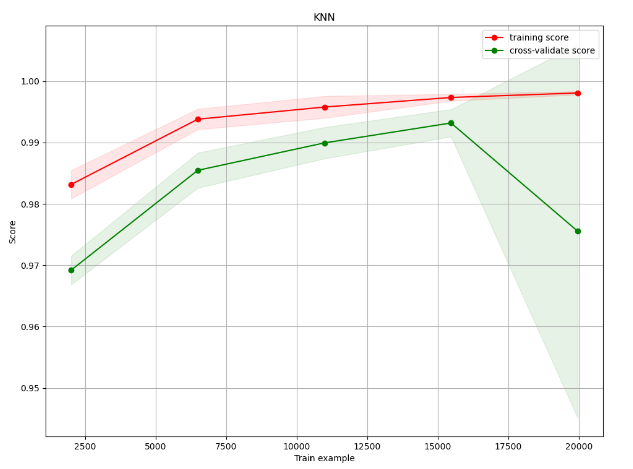 KNN
training score
cross-validate score
1.00
0.99
0.98
0.97
0.96
0.95
Score
2500 5000 7500 10000 12500 15000 17500 20000
Train example